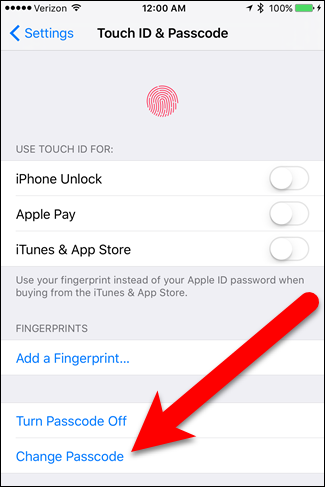 Verizon 12:00 AM 100%
Settings Touch ID & Passcode
USE TOUCH ID FOR:
iPhone Unlock
Apple Pay
iTunes & App Store
Use your fingerprint instead of your Apple ID password when
buying from the iTunes & App Store.
FINGERPRINTS
Add a Fingerprint...
Turn Passcode Off
Change Passcode